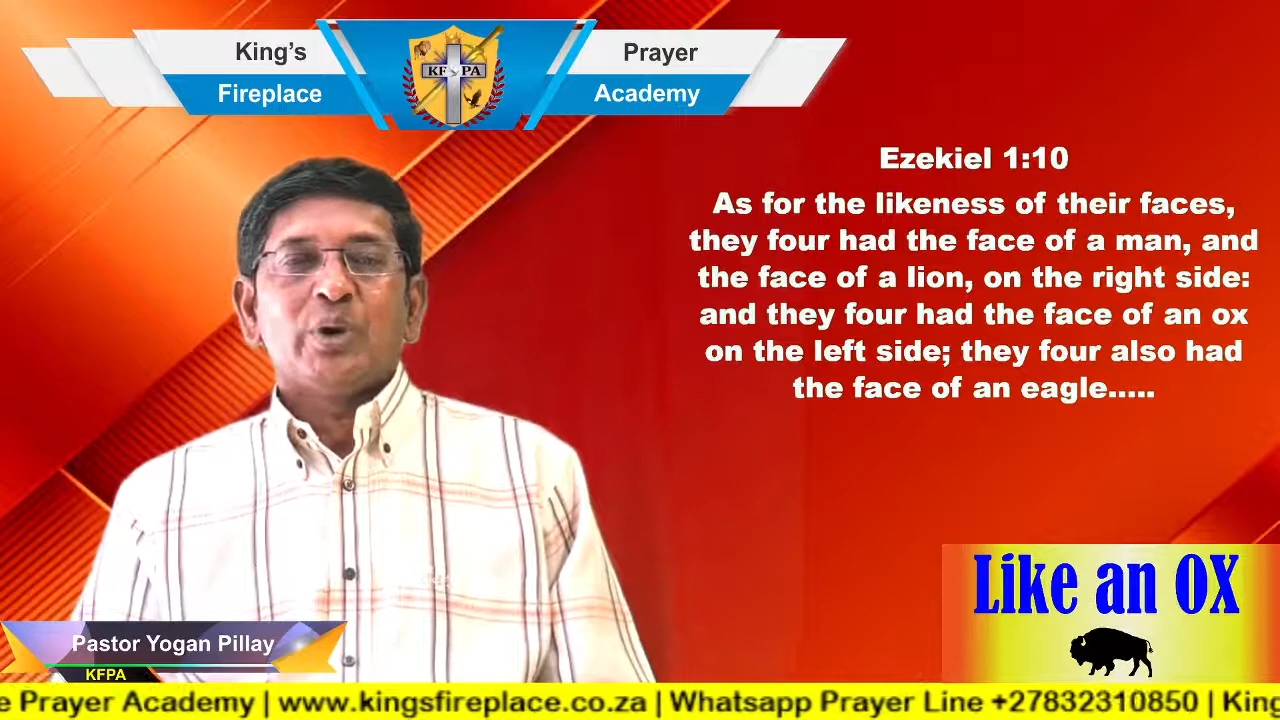 King's
Fireplace
KF PA
Prayer
Academy
Ezekiel 1:10
As for the likeness of their faces,
they four had the face of a man, and
the face of a lion, on the right side:
and they four had the face of an ox
on the left side; they four also had
the face of an eagle.....
Like an OX
Pastor Yogan Pillay
KFPA
e Prayer Academy | www.kingsfireplace.co.za | Whatsapp Prayer Line +27832310850 | King